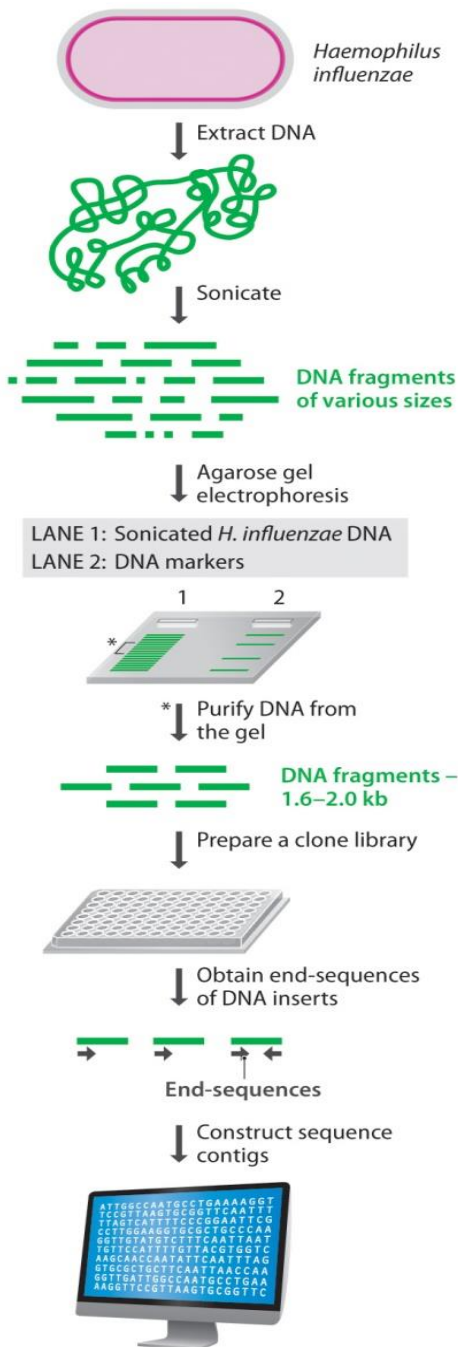 Haemophilus
influenzae
Extract DNA
Sonicate
DNA fragments
of various sizes
Agarose gel
electrophoresis
LANE 1: Sonicated H. influenzae DNA
LANE 2: DNA markers
1 2
*
* Purify DNA from
the gel
DNA fragments –
1.6–2.0 kb
Prepare a clone library
Obtain end-sequences
of DNA inserts
End-sequences
Construct sequence
contigs
ATTGGCCAATGCCTGAAAAGGT
TCCGTTAAGTGCGGTTCAATTT
TTAGTCATTTTCCCGGAATTCG
CCTTGGAAGGTGCGCTGCCCAA
GGTTGTATGTCTTTCAATTAAT
TGTTCCATTTTGTTACGTGGTC
AAGCAACCAATATTCAATTTAG
GTGCGCTGCTTCAATTAACCAA
GGTTGATTGGCCAATGCCTGAA
AAGGTTCCGTTAAGTGCGGTTC